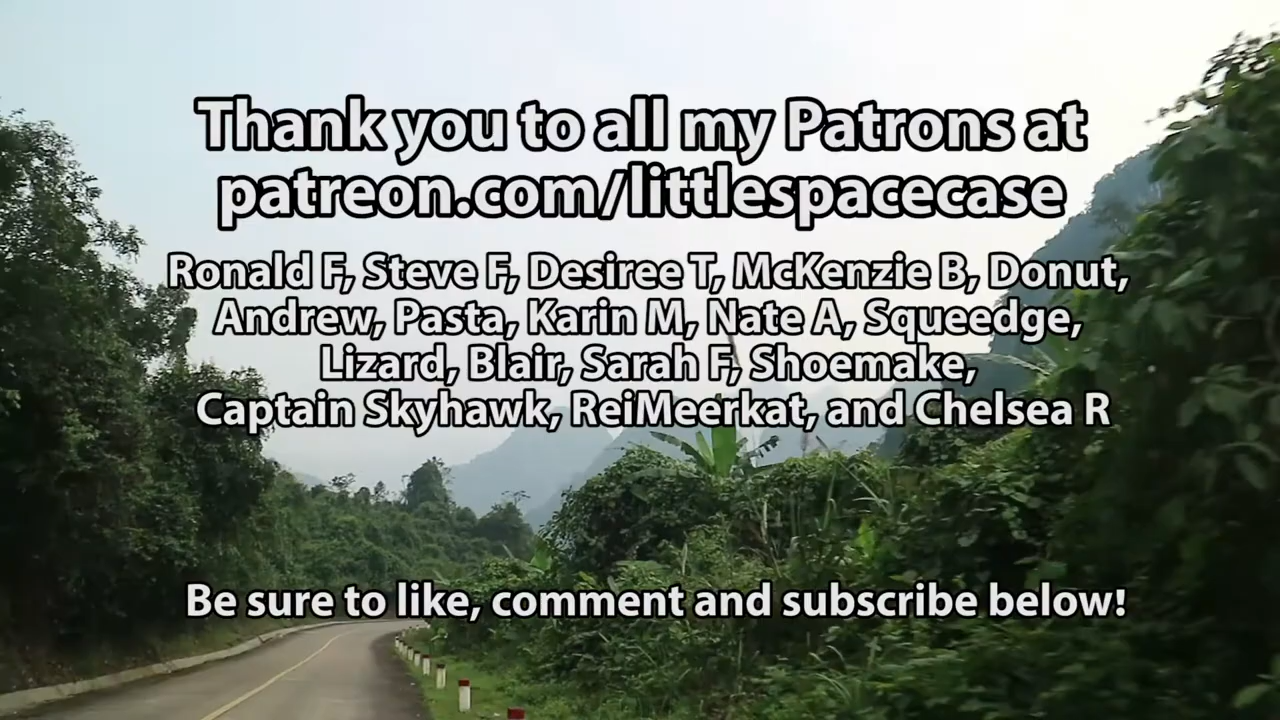 Thank you to all my Patrons at
patreon.com/littlespacecase
Ronald F, Steve F, Desiree T, McKenzie B, Donut,
Andrew, Pasta, Karin M, Nate A, Squeedge,
Lizard, Blair, Sarah F, Shoemake,
Captain Skyhawk, ReiMeerkat, and Chelsea R
Be sure to like, comment and subscribe below!